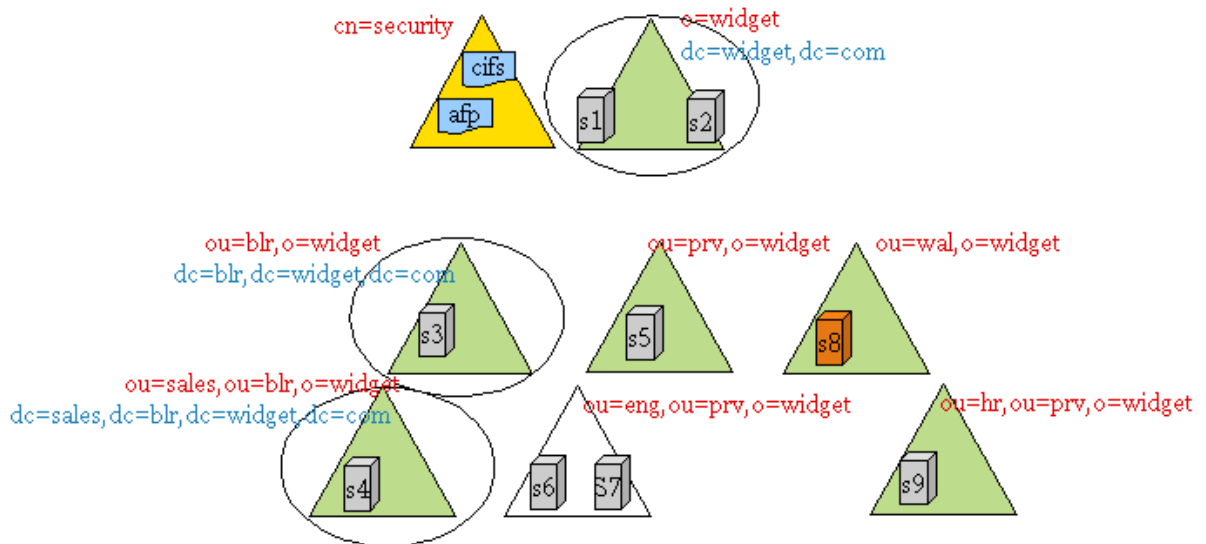 cn=security
o=widget
dc=widget,dc=com
cifs
afp
s1
s2
ou=blr,o=widget
dc=blr,dc=widget,dc=com
ou=prv,o=widget
ou=wal,o=widget
s3
s5
s8
ou=sales,ou=blr,o=widget
dc=sales,dc=blr,dc=widget,dc=com
ou=eng,ou=prv,o=widget
ou=hr,ou=prv,o=widget
s4
s6
S7
s9